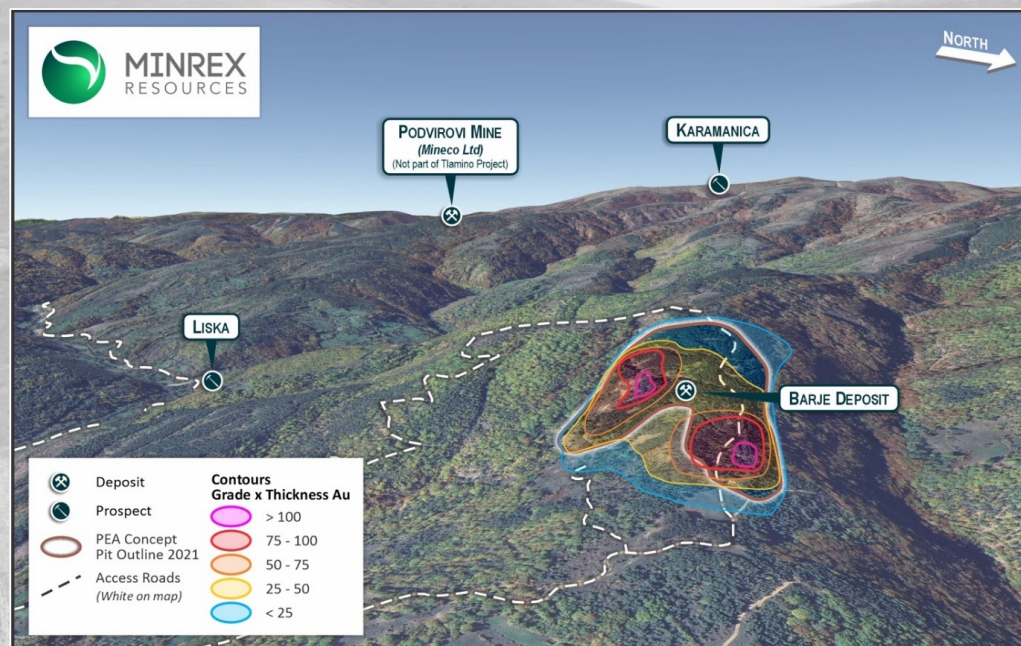 MINREX
RESOURCES
NORTH
PODVIROVI MINE
(Mineco Ltd)
(Not part of Tlamino Project)
KARAMANICA
LISKA
BARJE DEPOSIT
Deposit
Prospect
PEA Concept
Pit Outline 2021
Access Roads
(White on map)
Contours
Grade x Thickness Au
> 100
75 - 100
50 - 75
25 - 50
< 25